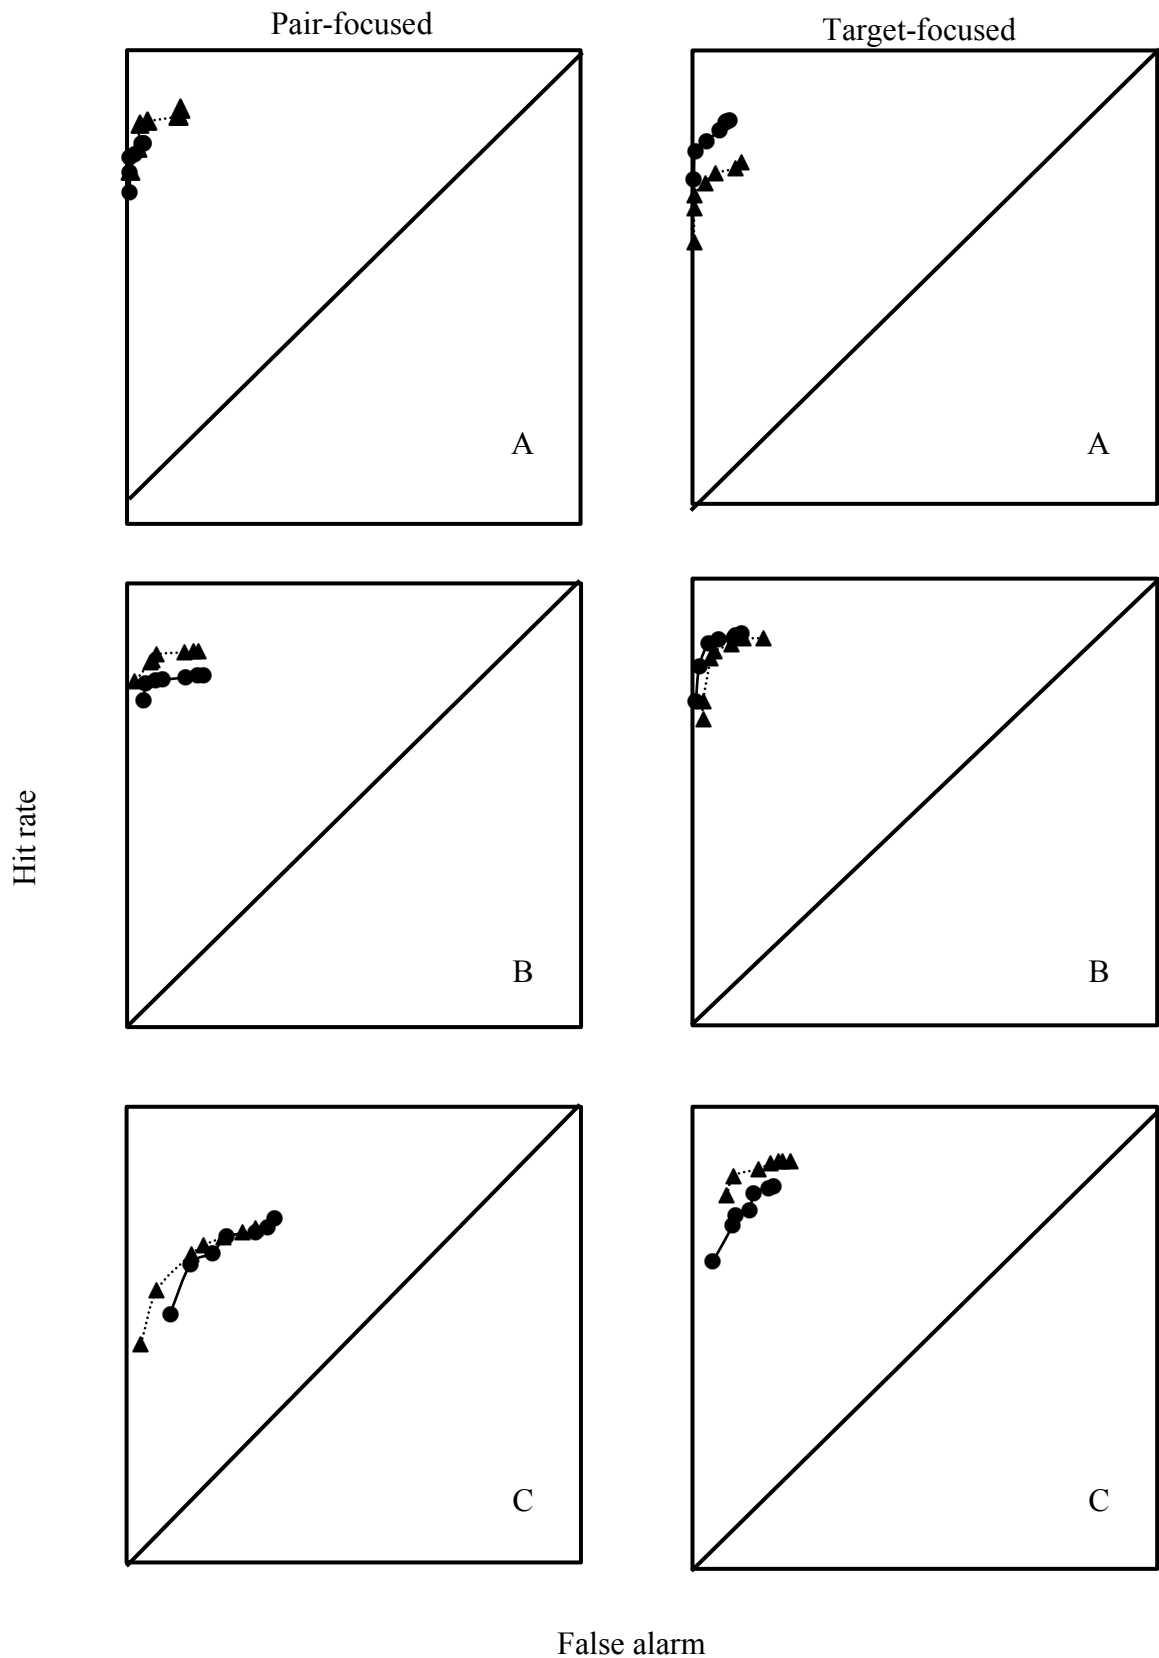 Pair-focused
Target-focused
A
A
B
B
Hit rate
C
C
False alarm